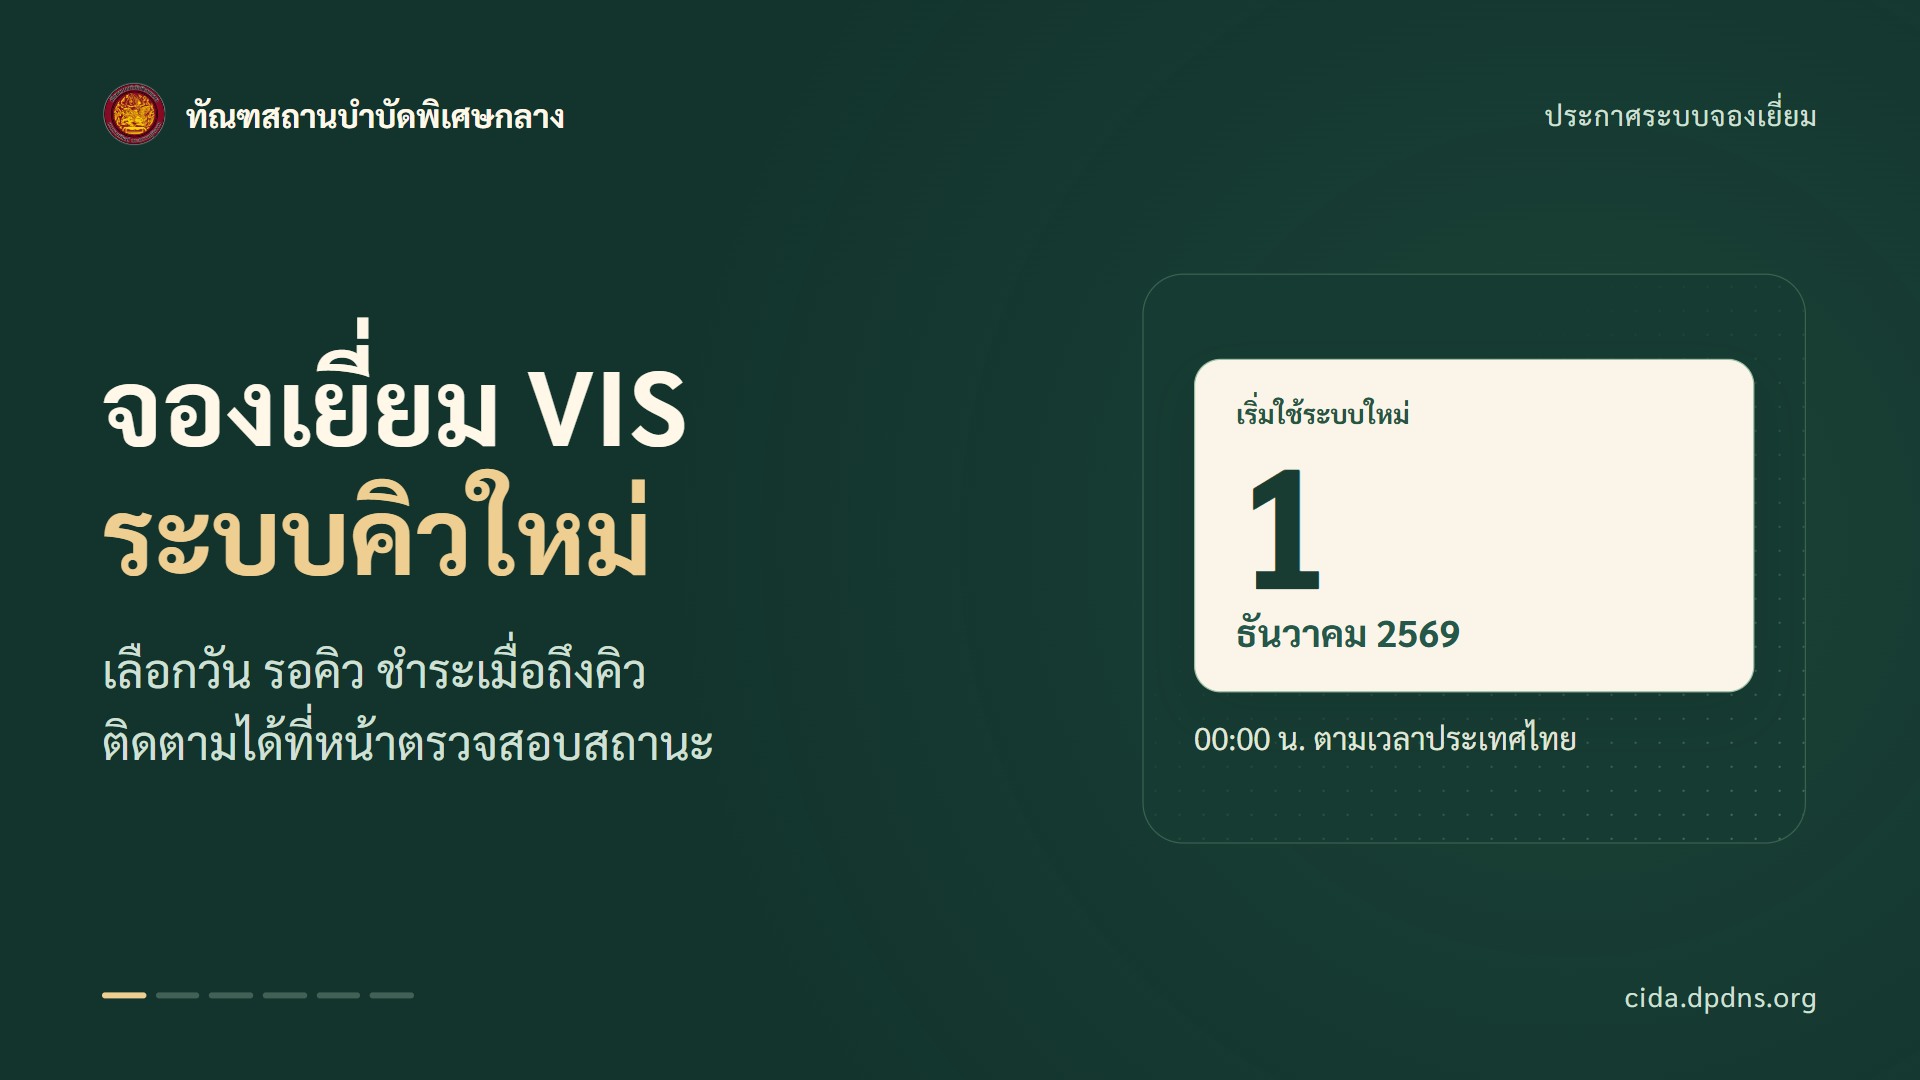 ทัณฑสถานบำบัดพิเศษกลาง
ประกาศระบบจองเยี่ยม
จองเยี่ยม VIS
ระบบคิวใหม่
เลือกวัน รอคิว ชำระเมื่อถึงคิว
ติดตามได้ที่หน้าตรวจสอบสถานะ
เริ่มใช้ระบบใหม่
1
ธันวาคม 2569
00:00 น. ตามเวลาประเทศไทย
cida.dpdns.org